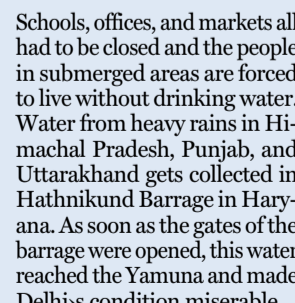 Schools, offices, and markets all
had to be closed and the people
in submerged areas are forced
to live without drinking water.
Water from heavy rains in Hi-
machal Pradesh, Punjab, and
Uttarakhand gets collected in
Hathnikund Barrage in Hary-
ana. As soon as the gates of the
barrage were opened, this water
reached the Yamuna and made
Delhi›s condition miserable.